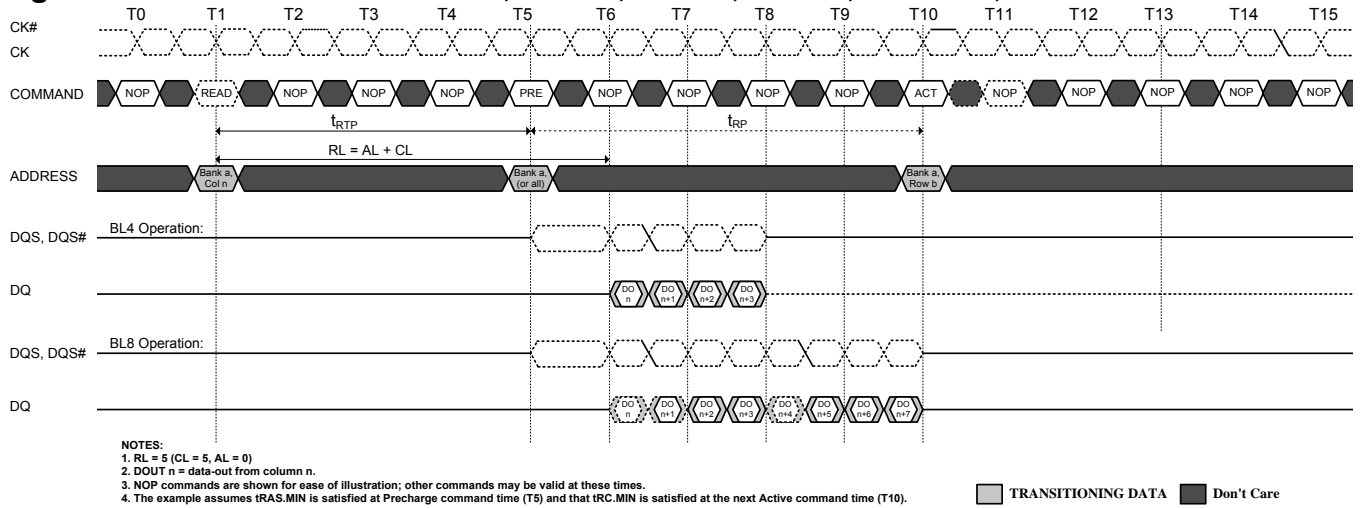 T0 T1 T2 T3 T4 T5 T6 T7 T8 T9 T10 T11 T12 T13 T14 T15
CK#
CK
COMMAND NOP READ NOP NOP NOP PRE NOP NOP NOP NOP ACT NOP NOP NOP NOP NOP
tRTP tRP
RL = AL + CL
ADDRESS Bank a, Col n Bank a, (or all) Bank a, Row b
BL4 Operation:
DQS, DQS#
DQ DO n DO n+1 DO n+2 DO n+3
BL8 Operation:
DQS, DQS#
DQ DO n DO n+1 DO n+2 DO n+3 DO n+4 DO n+5 DO n+6 DO n+7
NOTES:
1. RL = 5 (CL = 5, AL = 0)
2. DOUT n = data-out from column n.
3. NOP commands are shown for ease of illustration; other commands may be valid at these times.
4. The example assumes tRAS.MIN is satisfied at Precharge command time (T5) and that tRC.MIN is satisfied at the next Active command time (T10).
TRANSITIONING DATA Don't Care